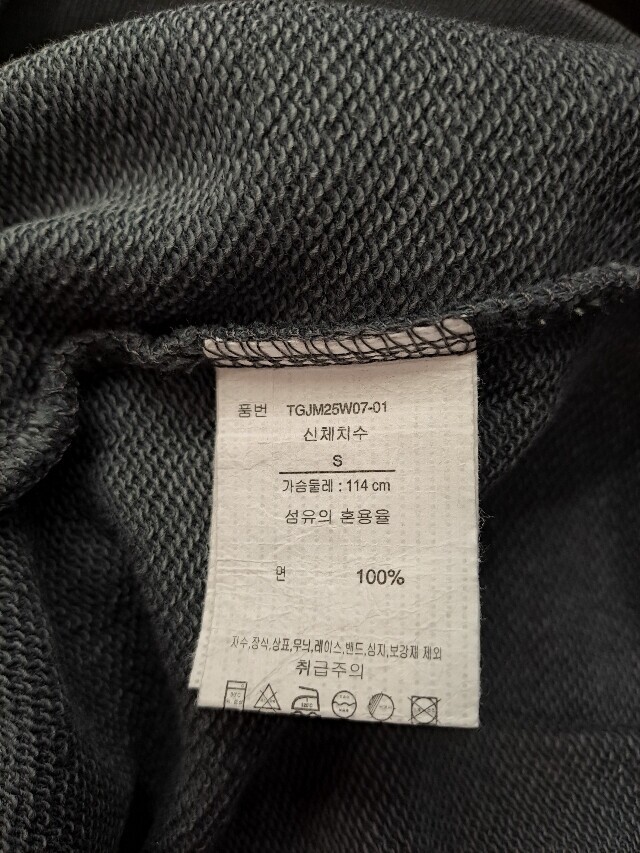 품번 TGJM25W07-01
신체치수
S
가슴둘레 : 114 cm
섬유의 혼용율
면 100%
자수,장식,상표,무늬,레이스,밴드,심지,보강재 제외
취급주의